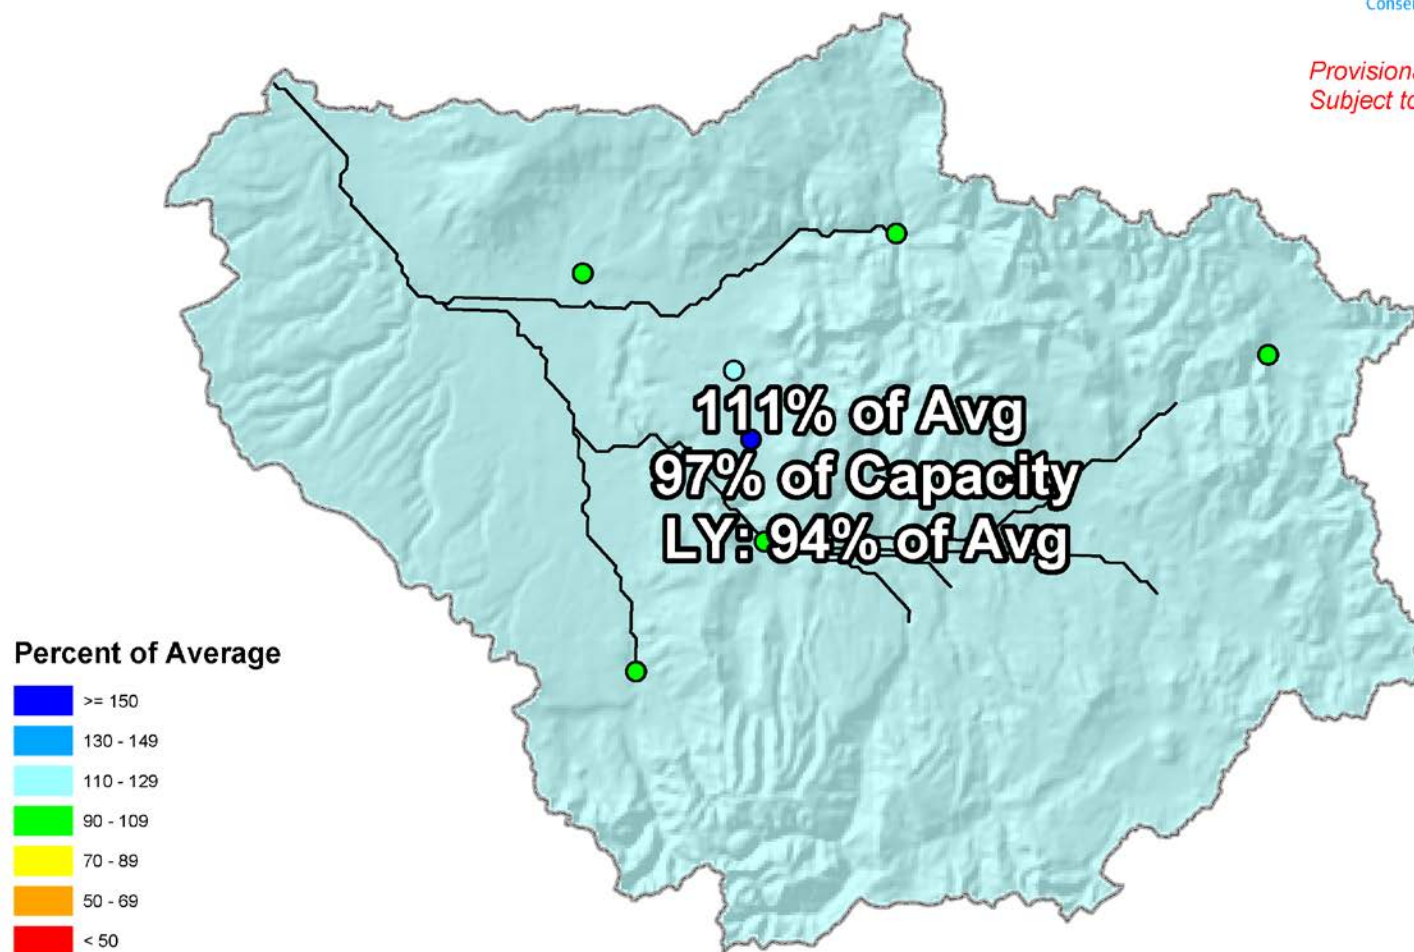 Provisional
Subject to
111% of Avg
97% of Capacity
LY: 94% of Avg
Percent of Average
>= 150
130 - 149
110 - 129
90 - 109
70 - 89
50 - 69
< 50